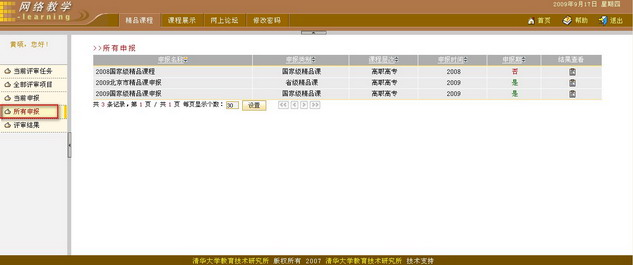 网络教学
-learning
2009年9月17日 星期四
精品课程 课程展示 网上论坛 修改密码
首页 帮助 退出
您好！
当前评审任务
全部评审项目
当前申报
所有申报
评审结果
>>所有申报
申报名称 申报类别 课程层次 申报时间 申报期 结果查看
2008国家级精品课程 国家级精品课 高职高专 2008 否
2009北京市精品课申报 省级精品课 高职高专 2009 是
2009国家级精品课申报 国家级精品课 高职高专 2009 是
共 3 条记录，第 1 页 / 共 1 页 每页显示个数： 30 设置 << < > >>
清华大学教育技术研究所 版权所有 2007 清华大学教育技术研究所 技术支持